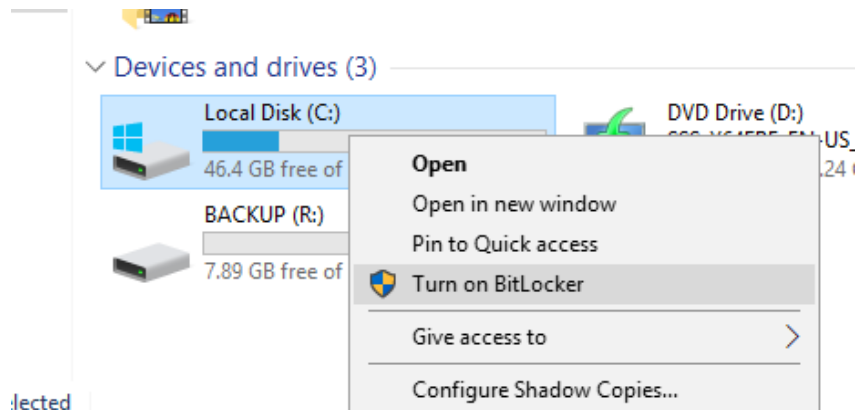 Devices and drives (3)
Local Disk (C:)
46.4 GB free of
DVD Drive (D:)
BACKUP (R:)
7.89 GB free of
Open
Open in new window
Pin to Quick access
Turn on BitLocker
Give access to
Configure Shadow Copies...